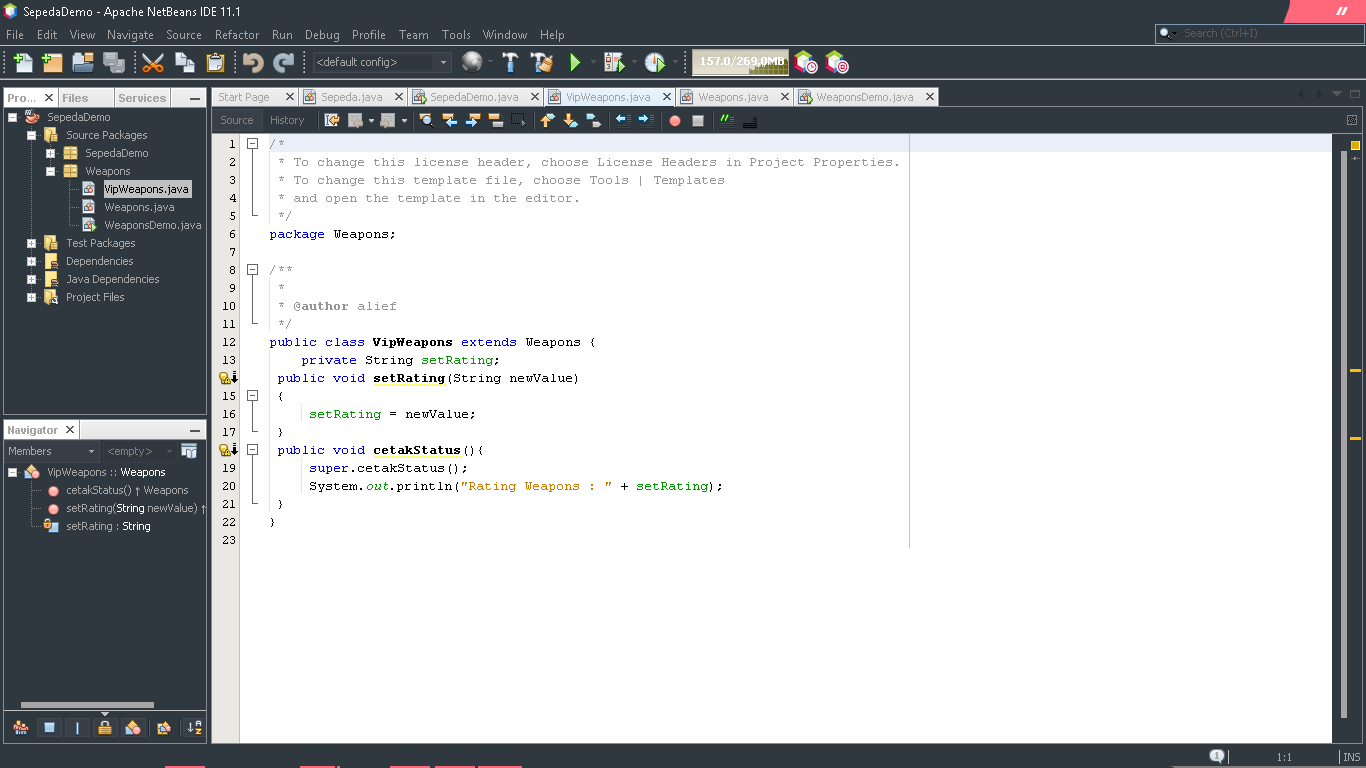 SepedaDemo - Apache NetBeans IDE 11.1
File Edit View Navigate Source Refactor Run Debug Profile Team Tools Window Help
Search (Ctrl+I)
<default config>
157.0/269.0MB
Pro... Files Services
Start Page Sepeda.java SepedaDemo.java VipWeapons.java Weapons.java WeaponsDemo.java
Source History
SepedaDemo
Source Packages
SepedaDemo
Weapons
VipWeapons.java
Weapons.java
WeaponsDemo.java
Test Packages
Dependencies
Java Dependencies
Project Files
Navigator
Members <empty>
VipWeapons :: Weapons
cetakStatus() ↑ Weapons
setRating(String newValue) ↑
setRating : String
1 /*
2 * To change this license header, choose License Headers in Project Properties.
3 * To change this template file, choose Tools | Templates
4 * and open the template in the editor.
5 */
6 package Weapons;
7
8 /**
9 *
10 * @author alief
11 */
12 public class VipWeapons extends Weapons {
13 private String setRating;
public void setRating(String newValue)
15 {
16 setRating = newValue;
17 }
public void cetakStatus(){
19 super.cetakStatus();
20 System.out.println("Rating Weapons : " + setRating);
21 }
22 }
23
1
1:1
INS